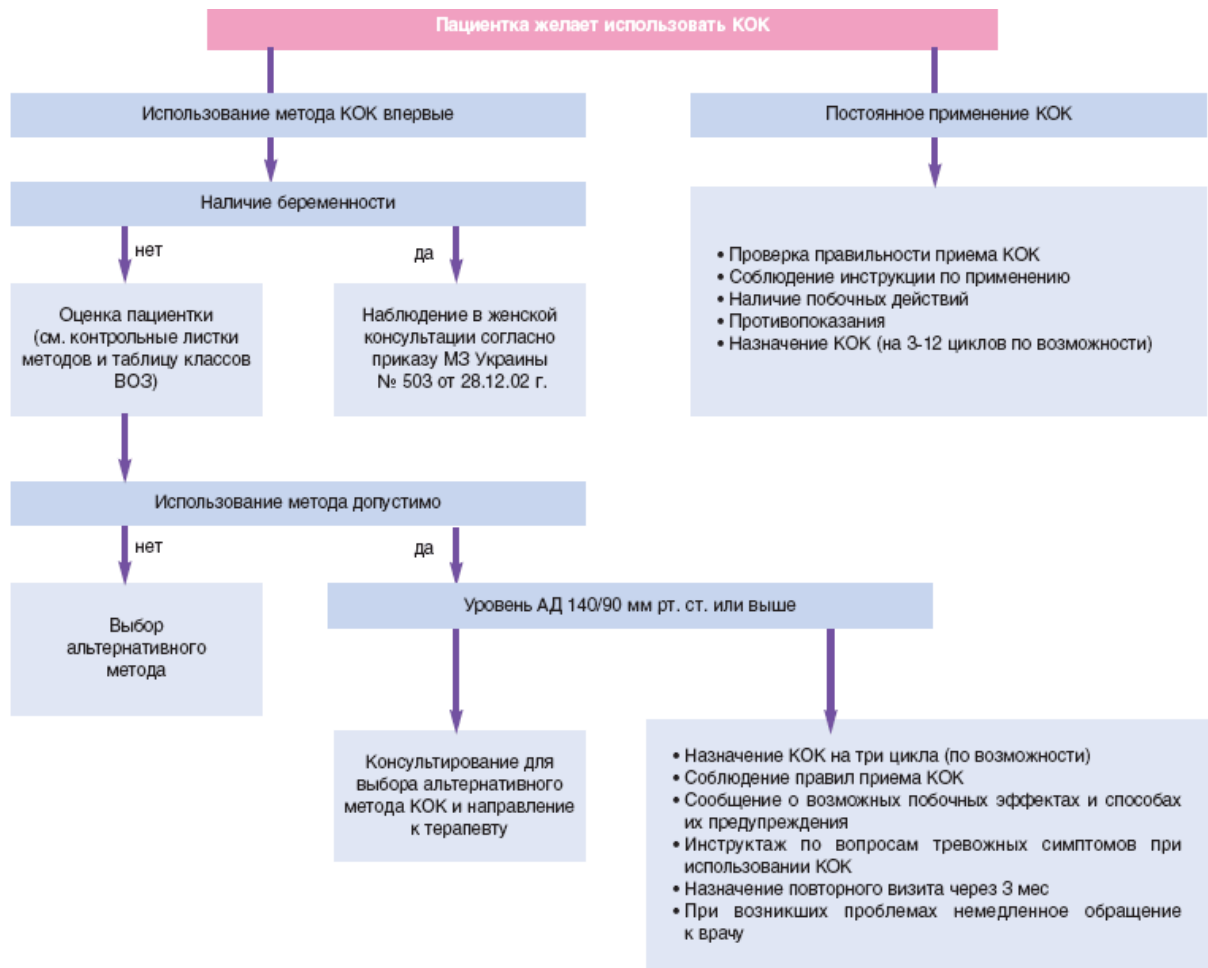 Пациентка желает использовать КОК
Использование метода КОК впервые
Постоянное применение КОК
Наличие беременности
нет
да
Оценка пациентки
(см. контрольные листки
методов и таблицу классов
ВОЗ)
Наблюдение в женской
консультации согласно
приказу МЗ Украины
№ 503 от 28.12.02 г.
• Проверка правильности приема КОК
• Соблюдение инструкции по применению
• Наличие побочных действий
• Противопоказания
• Назначение КОК (на 3-12 циклов по возможности)
Использование метода допустимо
нет
да
Выбор
альтернативного
метода
Уровень АД 140/90 мм рт. ст. или выше
Консультирование для
выбора альтернативного
метода КОК и направление
к терапевту
• Назначение КОК на три цикла (по возможности)
• Соблюдение правил приема КОК
• Сообщение о возможных побочных эффектах и способах
их предупреждения
• Инструктаж по вопросам тревожных симптомов при
использовании КОК
• Назначение повторного визита через 3 мес
• При возникших проблемах немедленное обращение
к врачу